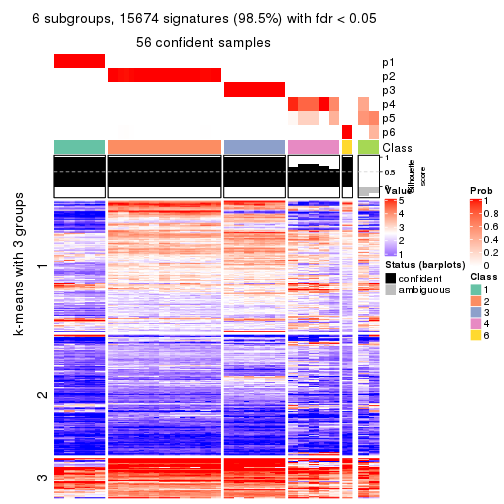 6 subgroups, 15674 signatures (98.5%) with fdr < 0.05
56 confident samples
p1
p2
p3
p4
p5
p6
Class
1
0.5
0
Silhouette
score
k-means with 3 groups
1
2
3
Value
5
4
3
2
1
Status (barplots)
confident
ambiguous
Prob
1
0.8
0.6
0.4
0.2
0
Class
1
2
3
4
5
6